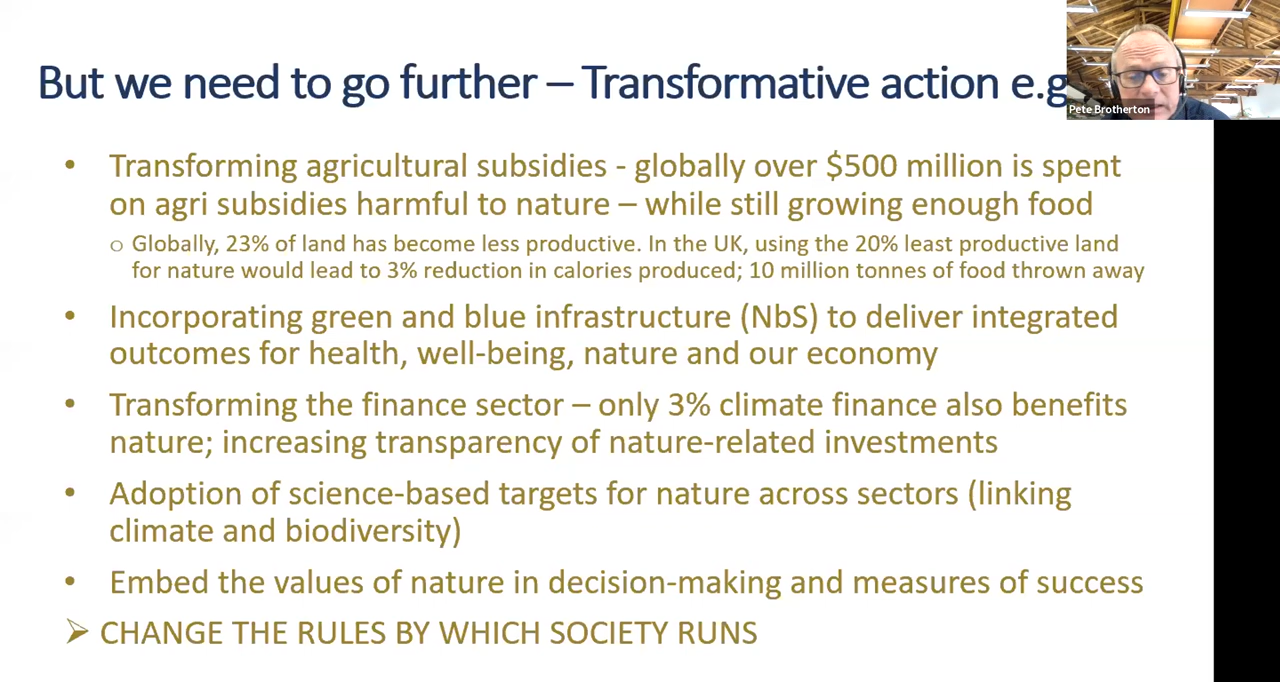 But we need to go further – Transformative action e.g
Pete Brotherton
• Transforming agricultural subsidies - globally over $500 million is spent
on agri subsidies harmful to nature – while still growing enough food
o Globally, 23% of land has become less productive. In the UK, using the 20% least productive land
for nature would lead to 3% reduction in calories produced; 10 million tonnes of food thrown away
• Incorporating green and blue infrastructure (NbS) to deliver integrated
outcomes for health, well-being, nature and our economy
• Transforming the finance sector – only 3% climate finance also benefits
nature; increasing transparency of nature-related investments
• Adoption of science-based targets for nature across sectors (linking
climate and biodiversity)
• Embed the values of nature in decision-making and measures of success
➢ CHANGE THE RULES BY WHICH SOCIETY RUNS